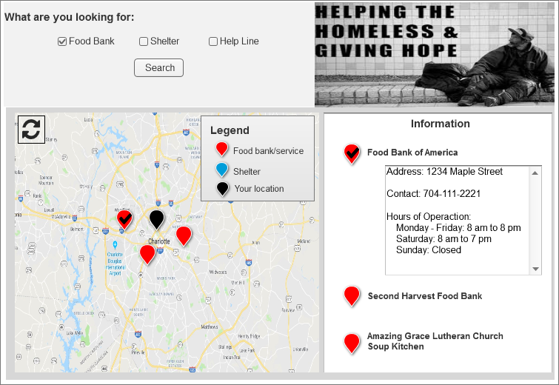 What are you looking for:
Food Bank
Shelter
Help Line
Search
HELPING THE
HOMELESS &
GIVING HOPE
Legend
Food bank/service
Shelter
Your location
Charlotte
Information
Food Bank of America
Address: 1234 Maple Street
Contact: 704-111-2221
Hours of Operaction:
Monday - Friday: 8 am to 8 pm
Saturday: 8 am to 7 pm
Sunday: Closed
Second Harvest Food Bank
Amazing Grace Lutheran Church
Soup Kitchen